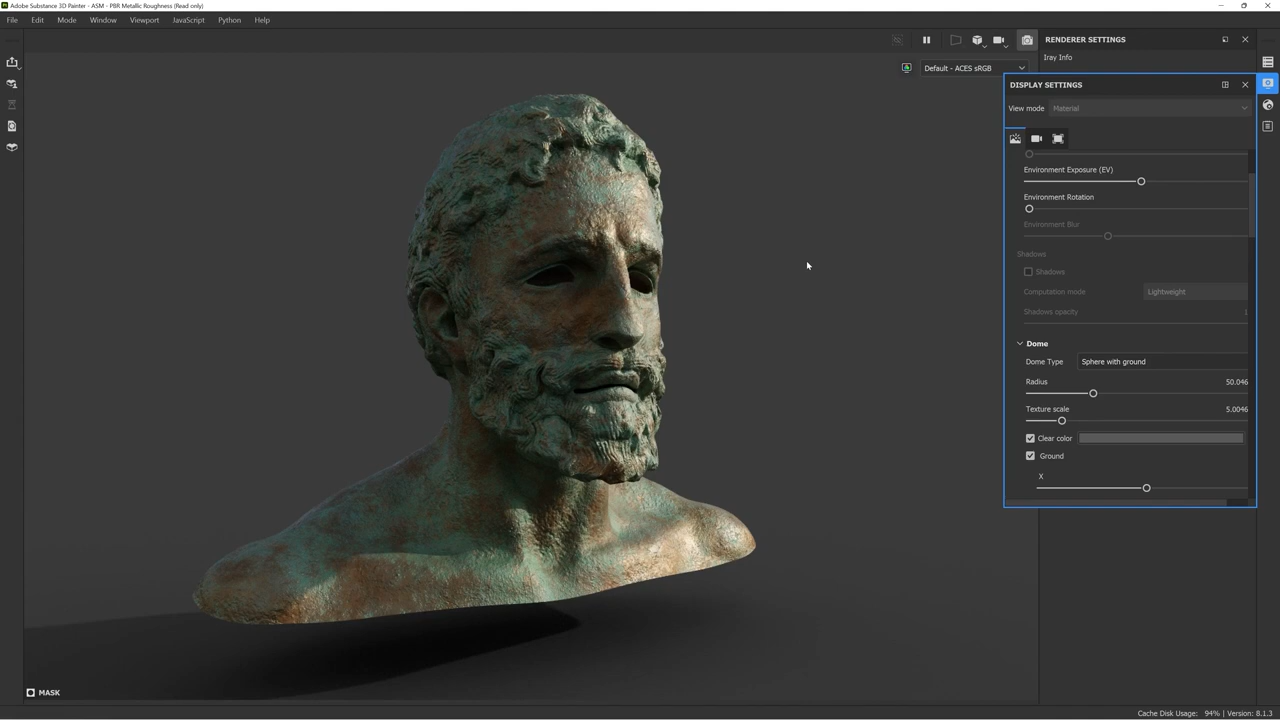 Adobe Substance 3D Painter - ASM - PBR Metallic Roughness (Read only)
File Edit Mode Window Viewport JavaScript Python Help
RENDERER SETTINGS
Iray Info
Default - ACES sRGB
DISPLAY SETTINGS
View mode Material
Environment Exposure (EV)
Environment Rotation
Environment Blur
Shadows
Shadows
Computation mode Lightweight
Shadows opacity
Dome
Dome Type Sphere with ground
Radius 50.046
Texture scale 5.0046
Clear color
Ground
X
MASK
Cache Disk Usage: 94% | Version: 8.1.3